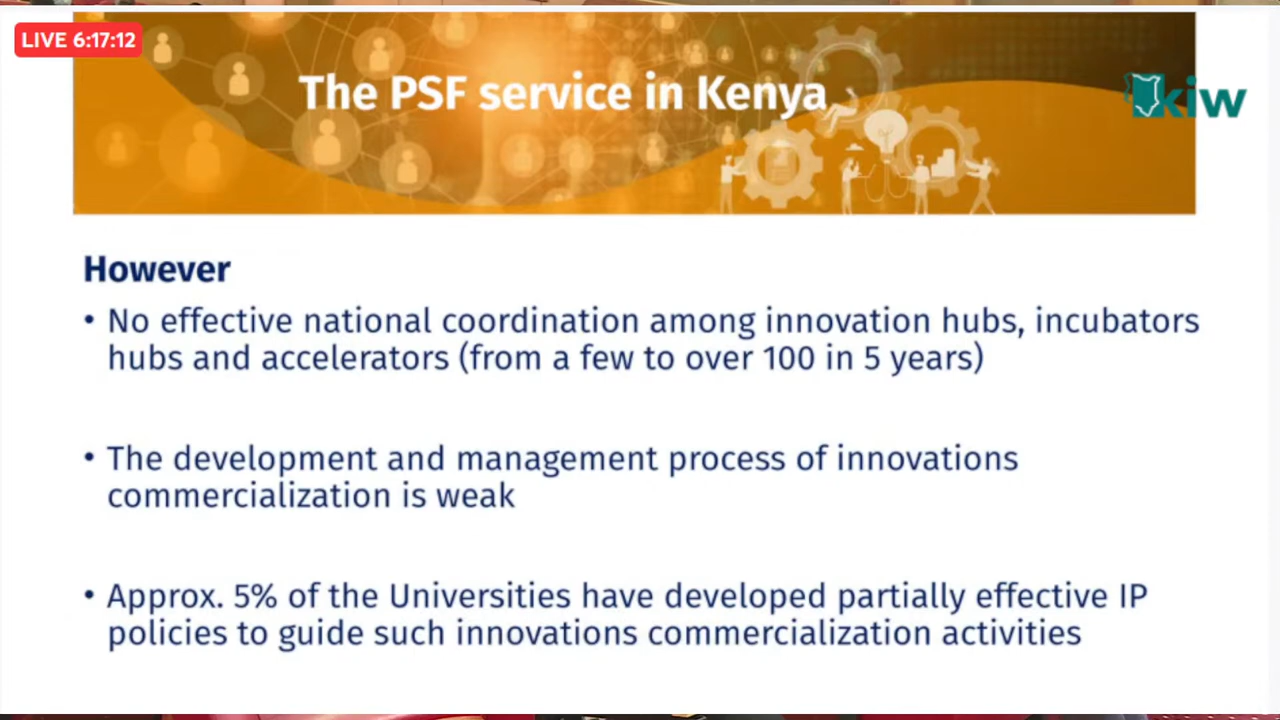 LIVE 6:17:12
The PSF service in Kenya
kiw
However
• No effective national coordination among innovation hubs, incubators
hubs and accelerators (from a few to over 100 in 5 years)
• The development and management process of innovations
commercialization is weak
• Approx. 5% of the Universities have developed partially effective IP
policies to guide such innovations commercialization activities